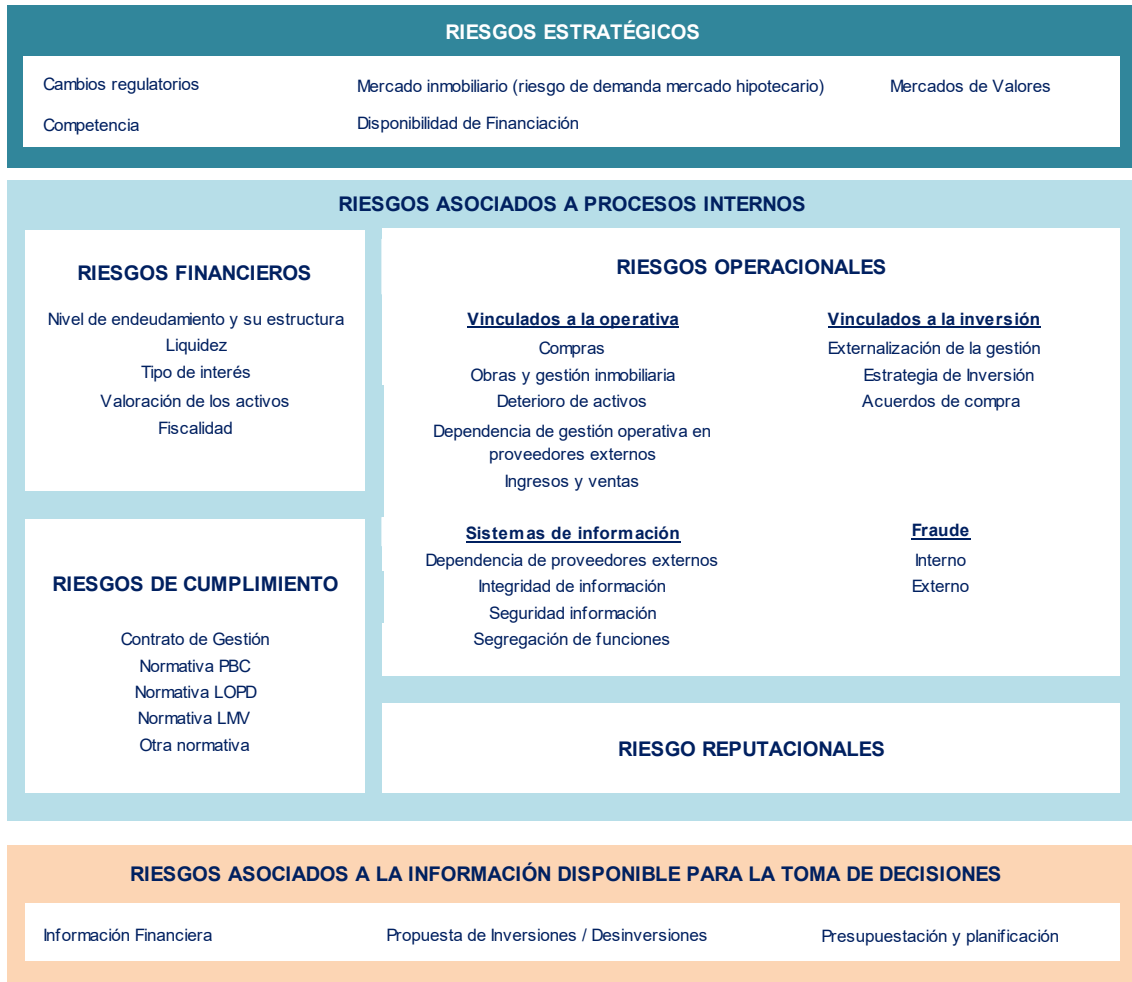 RIESGOS ESTRATÉGICOS
Cambios regulatorios
Mercado inmobiliario (riesgo de demanda mercado hipotecario)
Mercados de Valores
Competencia
Disponibilidad de Financiación
RIESGOS ASOCIADOS A PROCESOS INTERNOS
RIESGOS FINANCIEROS
Nivel de endeudamiento y su estructura
Liquidez
Tipo de interés
Valoración de los activos
Fiscalidad
RIESGOS OPERACIONALES
Vinculados a la operativa
Compras
Obras y gestión inmobiliaria
Deterioro de activos
Dependencia de gestión operativa en
proveedores externos
Ingresos y ventas
Vinculados a la inversión
Externalización de la gestión
Estrategia de Inversión
Acuerdos de compra
Sistemas de información
Dependencia de proveedores externos
Integridad de información
Seguridad información
Segregación de funciones
Fraude
Interno
Externo
RIESGOS DE CUMPLIMIENTO
Contrato de Gestión
Normativa PBC
Normativa LOPD
Normativa LMV
Otra normativa
RIESGO REPUTACIONALES
RIESGOS ASOCIADOS A LA INFORMACIÓN DISPONIBLE PARA LA TOMA DE DECISIONES
Información Financiera
Propuesta de Inversiones / Desinversiones
Presupuestación y planificación